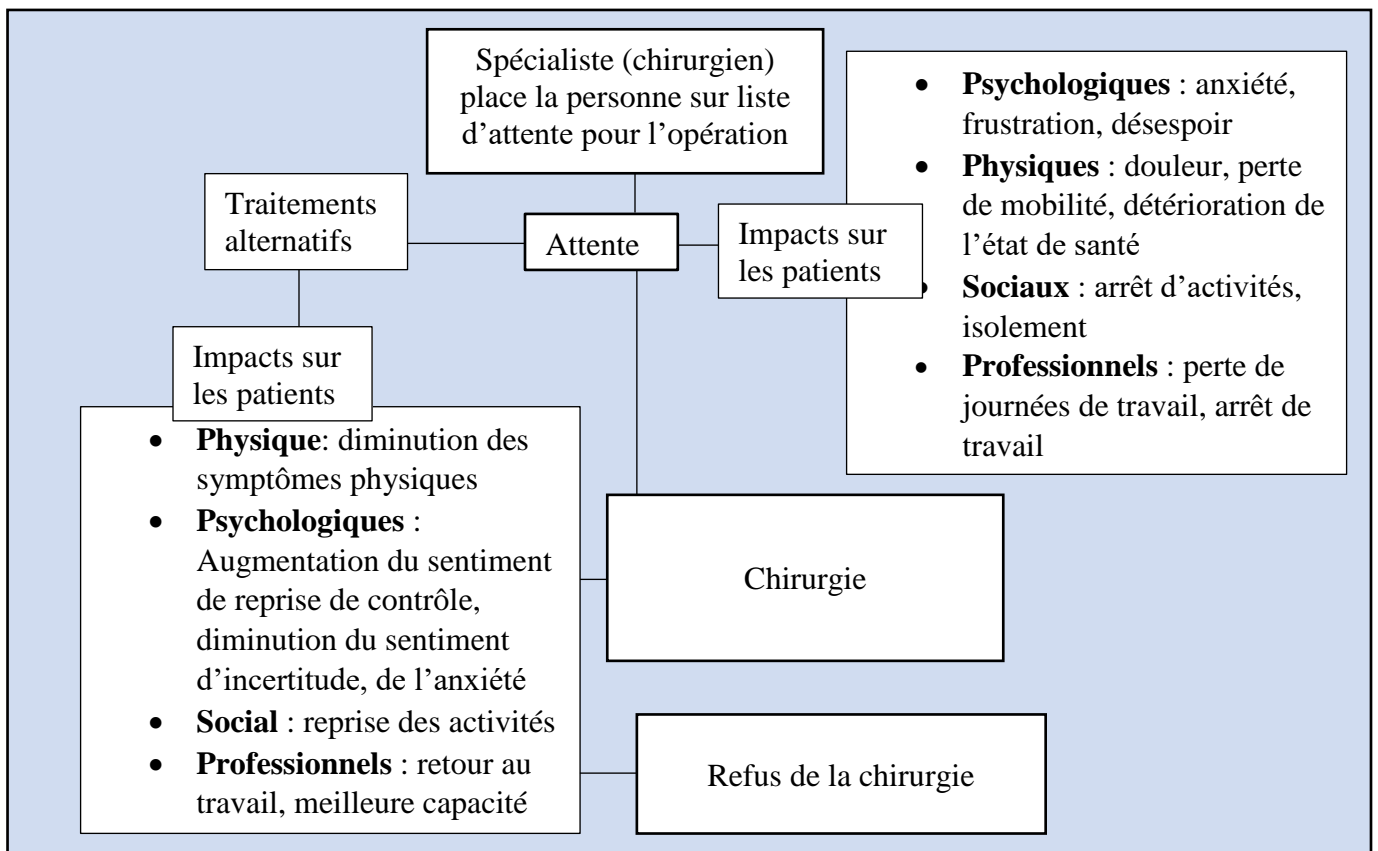 Spécialiste (chirurgien)
place la personne sur liste
d’attente pour l’opération
• Psychologiques : anxiété,
frustration, désespoir
• Physiques : douleur, perte
de mobilité, détérioration de
l’état de santé
• Sociaux : arrêt d’activités,
isolement
• Professionnels : perte de
journées de travail, arrêt de
travail
Traitements
alternatifs
Attente
Impacts sur
les patients
Impacts sur
les patients
• Physique: diminution des
symptômes physiques
• Psychologiques :
Augmentation du sentiment
de reprise de contrôle,
diminution du sentiment
d’incertitude, de l’anxiété
• Social : reprise des activités
• Professionnels : retour au
travail, meilleure capacité
Chirurgie
Refus de la chirurgie